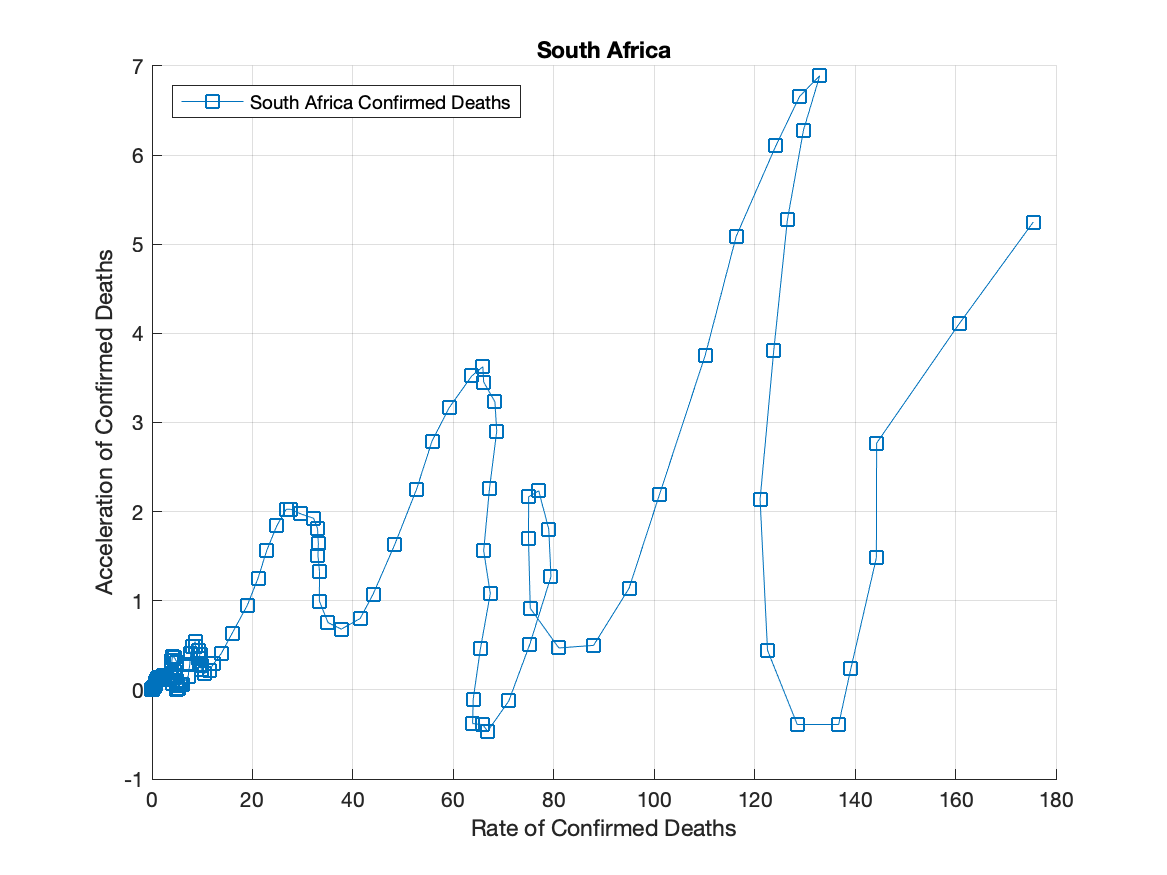 South Africa
South Africa Confirmed Deaths
7
6
5
4
3
2
1
0
-1
Acceleration of Confirmed Deaths
0 20 40 60 80 100 120 140 160 180
Rate of Confirmed Deaths